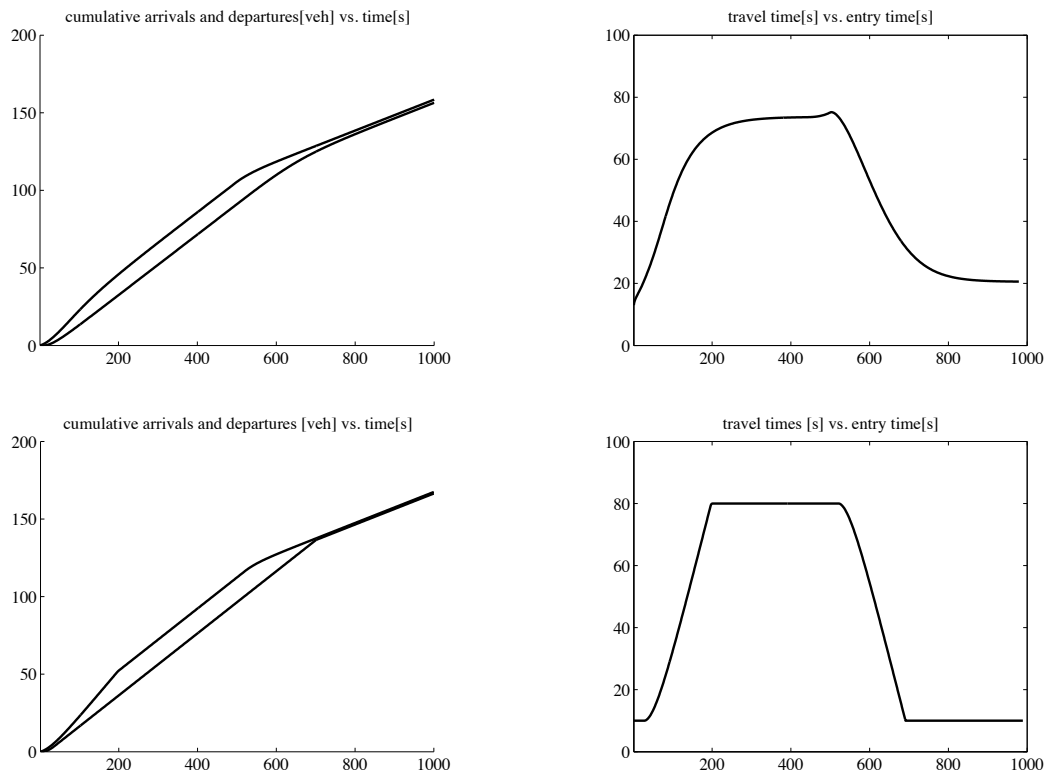 cumulative arrivals and departures[veh] vs. time[s]
200
150
100
50
0
200 400 600 800 1000
travel time[s] vs. entry time[s]
100
80
60
40
20
0
200 400 600 800 1000
cumulative arrivals and departures [veh] vs. time[s]
200
150
100
50
0
200 400 600 800 1000
travel times [s] vs. entry time[s]
100
80
60
40
20
0
200 400 600 800 1000